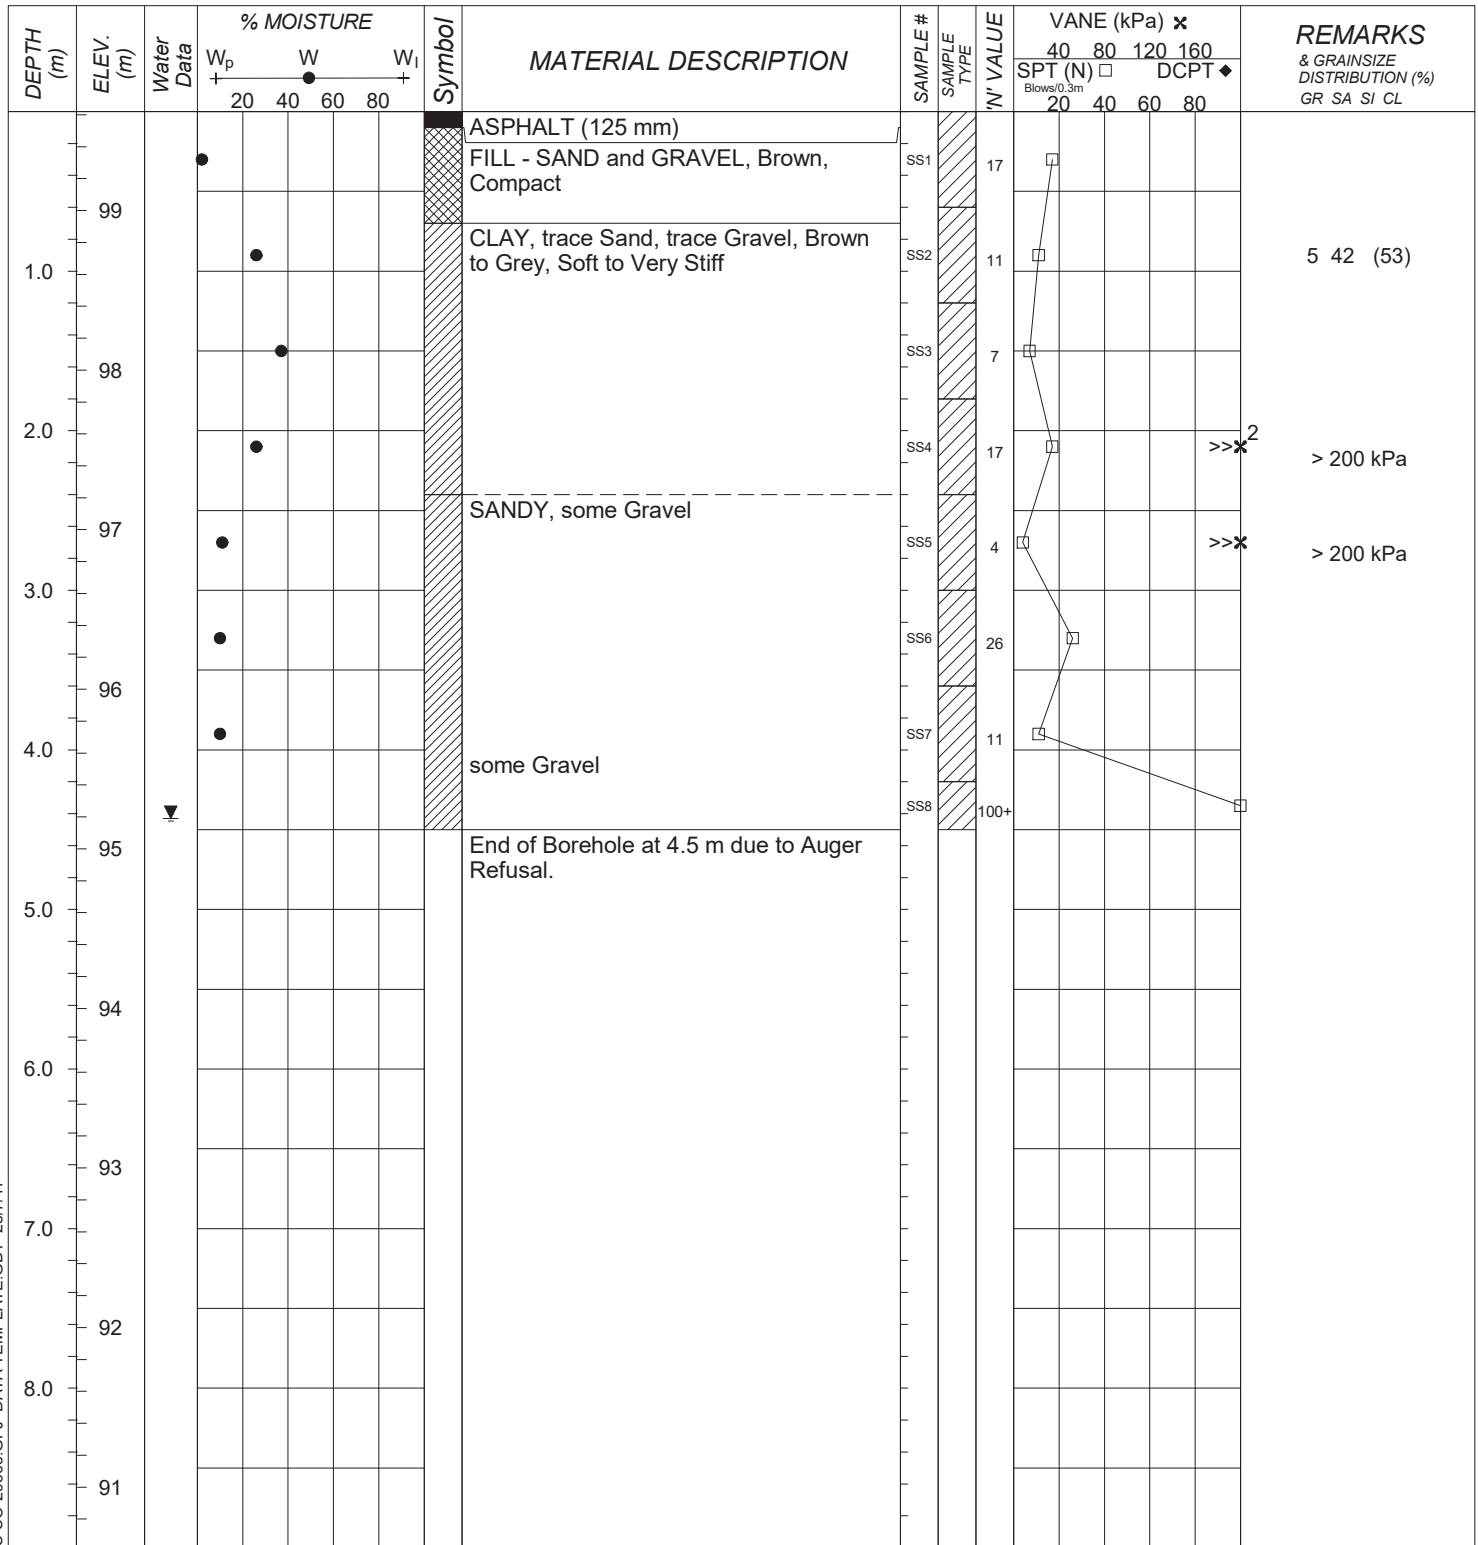 DEPTH (m)
ELEV. (m)
Water Data
% MOISTURE
Wp W Wl
20 40 60 80
Symbol
MATERIAL DESCRIPTION
SAMPLE #
SAMPLE TYPE
'N' VALUE
VANE (kPa)
40 80 120 160
SPT (N) DCPT
Blows/0.3m
20 40 60 80
REMARKS
& GRAINSIZE
DISTRIBUTION (%)
GR SA SI CL
ASPHALT (125 mm)
FILL - SAND and GRAVEL, Brown,
Compact
SS1 17
99
CLAY, trace Sand, trace Gravel, Brown
to Grey, Soft to Very Stiff
SS2 11 5 42 (53)
1.0
SS3 7
98
2.0
SS4 17 >> 2
> 200 kPa
SANDY, some Gravel
97
SS5 4 >>
> 200 kPa
3.0
SS6 26
96
SS7 11
4.0
some Gravel
SS8 100+
95
End of Borehole at 4.5 m due to Auger
Refusal.
5.0
94
6.0
93
7.0
92
8.0
91